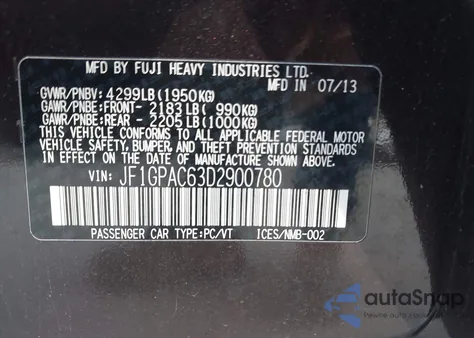 MFD BY FUJI HEAVY INDUSTRIES LTD.
MFD IN 07/13
GVWR/PNBV: 4299LB(1950KG)
GAWR/PNBE:FRONT- 2183LB( 990KG)
GAWR/PNBE:REAR - 2205LB(1000KG)
THIS VEHICLE CONFORMS TO ALL APPLICABLE FEDERAL MOTOR
VEHICLE SAFETY, BUMPER, AND THEFT PREVENTION STANDARDS
IN EFFECT ON THE DATE OF MANUFACTURE SHOWN ABOVE.
VIN: JF1GPAC63D2900780
PASSENGER CAR TYPE:PC/VT ICES/NMB-002
autoSnap